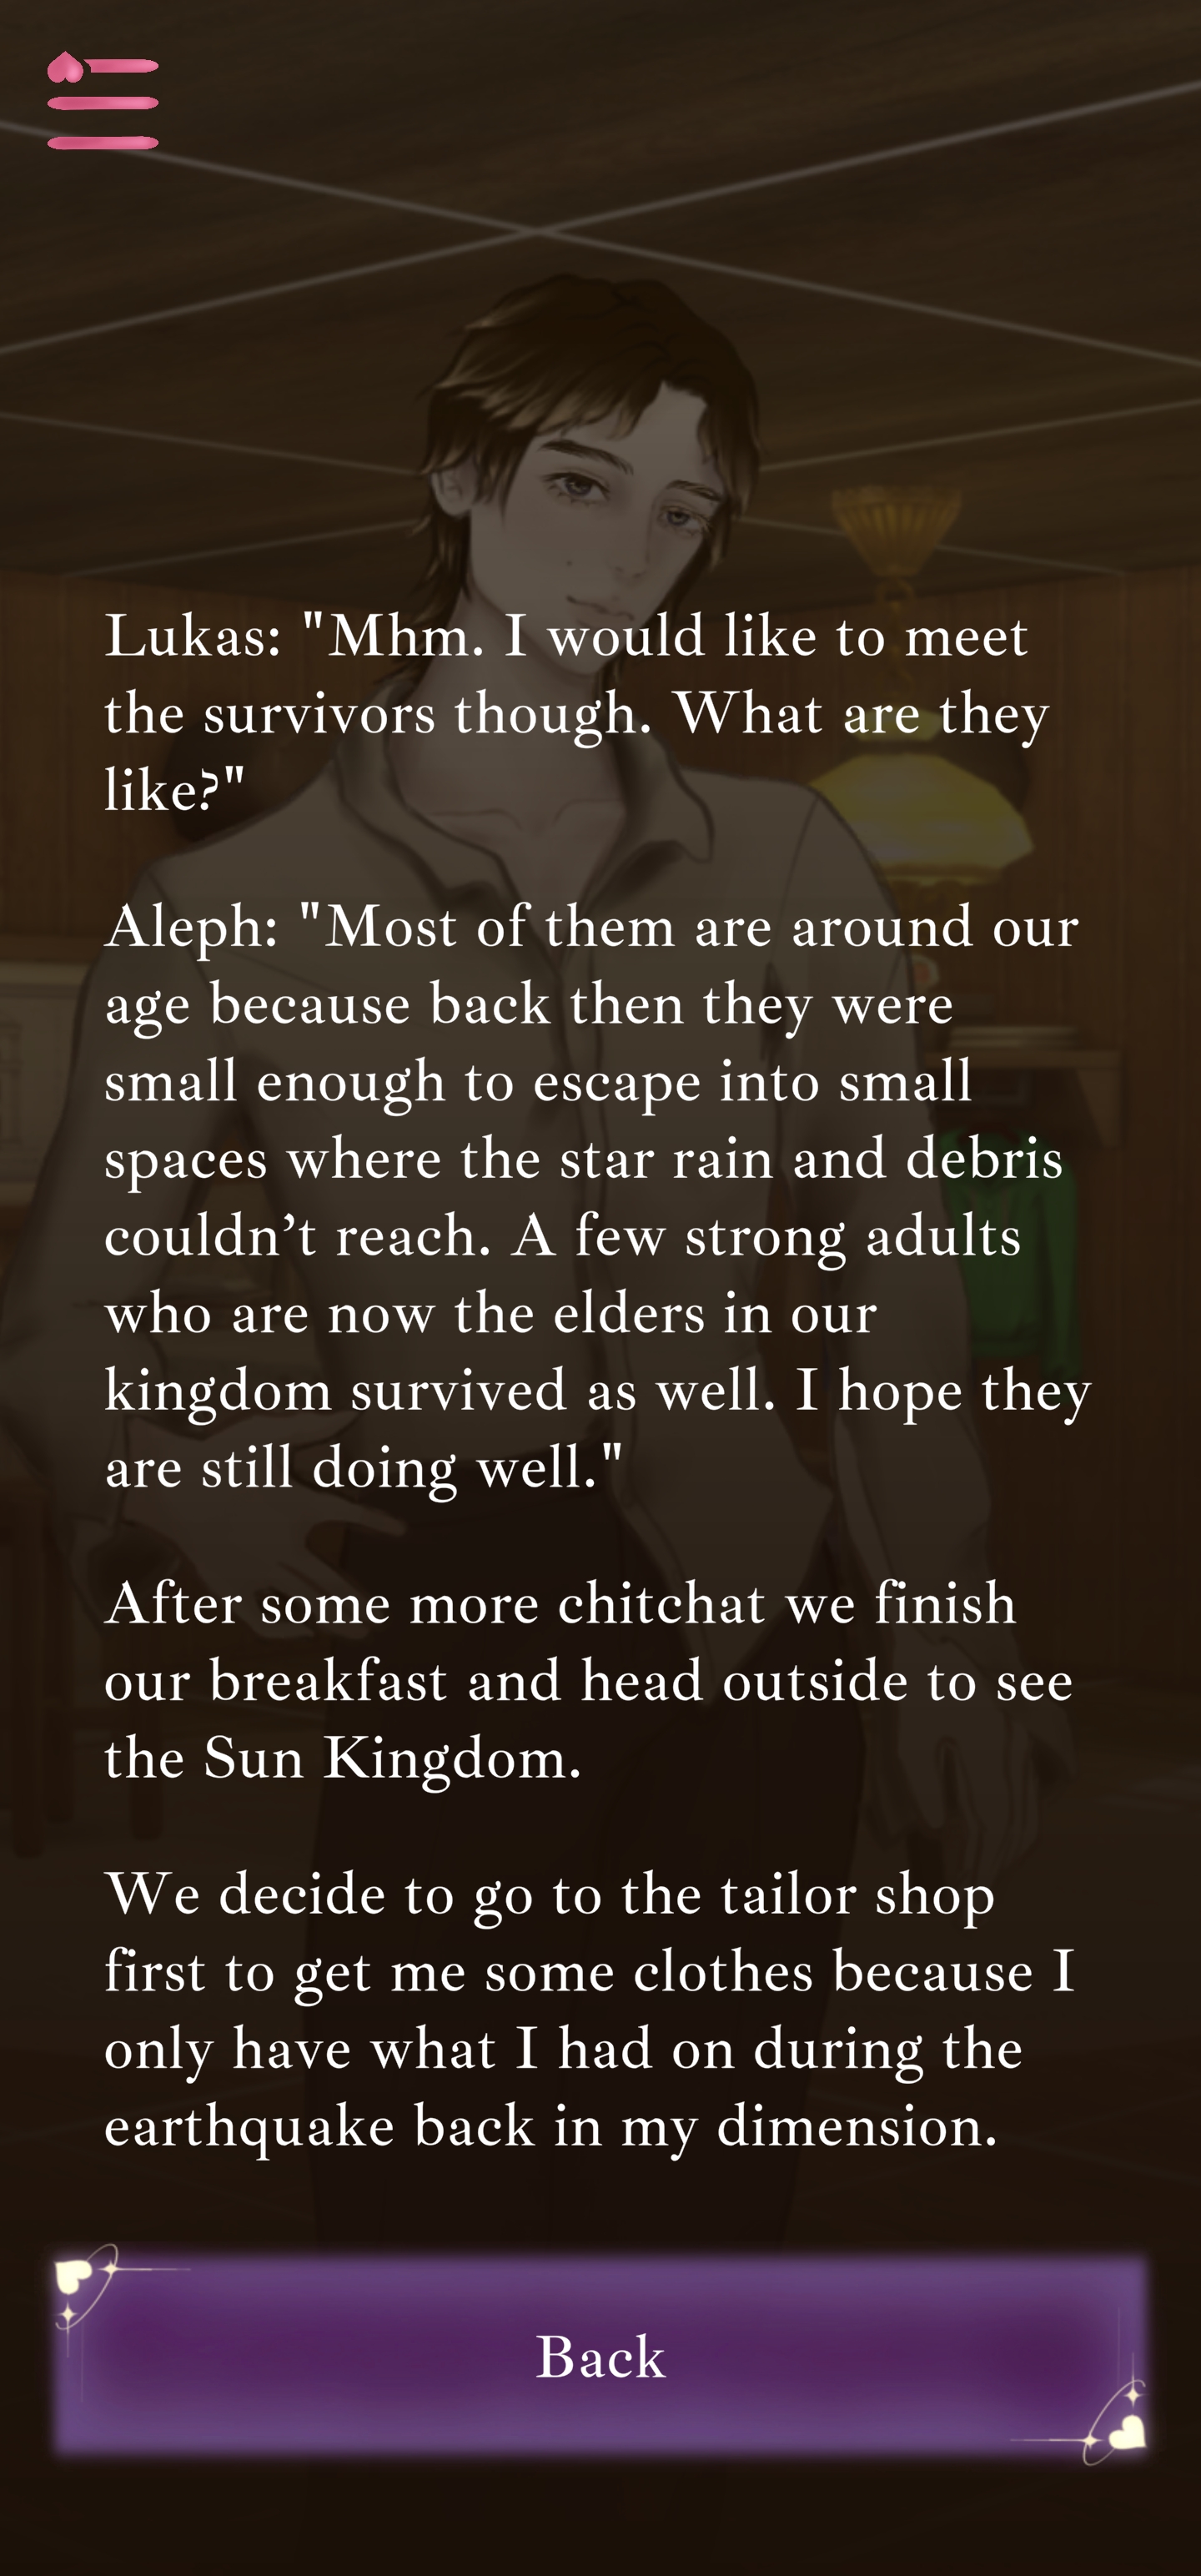 Lukas: "Mhm. I would like to meet
the survivors though. What are they
like?"
Aleph: "Most of them are around our
age because back then they were
small enough to escape into small
spaces where the star rain and debris
couldn’t reach. A few strong adults
who are now the elders in our
kingdom survived as well. I hope they
are still doing well."
After some more chitchat we finish
our breakfast and head outside to see
the Sun Kingdom.
We decide to go to the tailor shop
first to get me some clothes because I
only have what I had on during the
earthquake back in my dimension.
Back